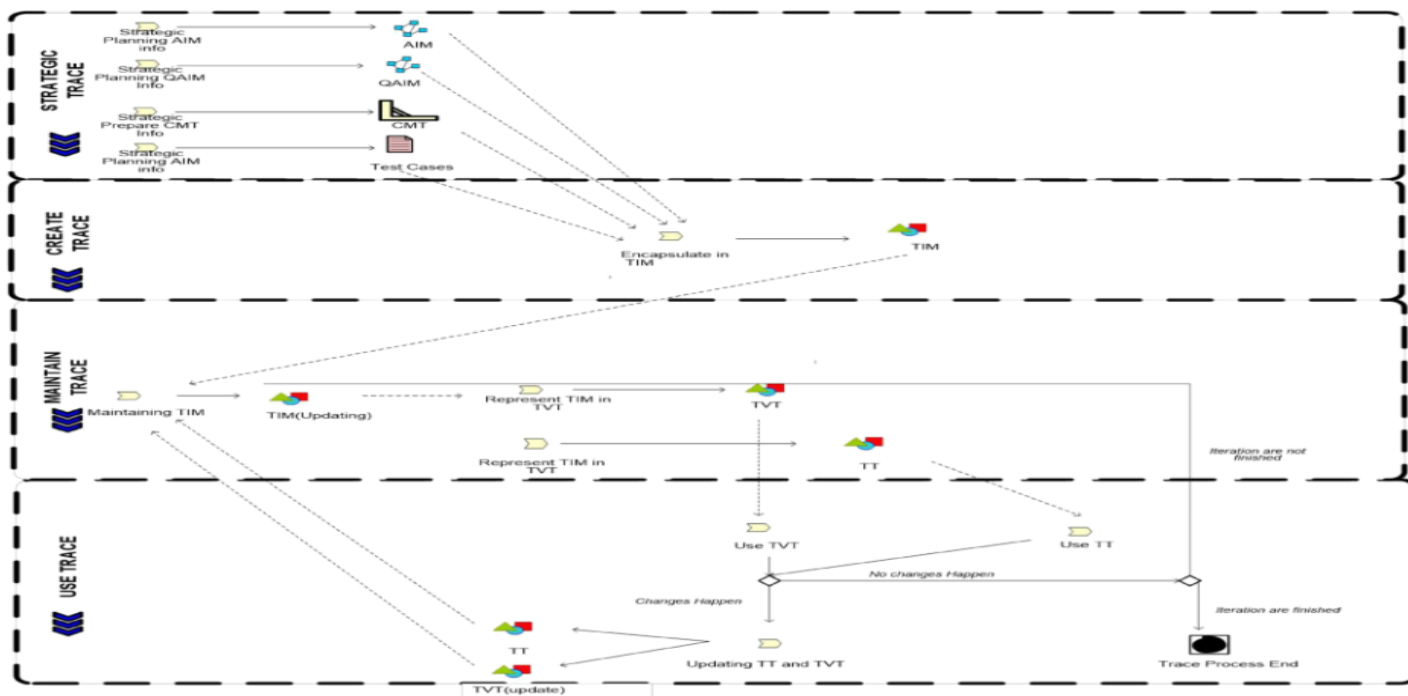 STRATEGIC
TRACE
Strategic
Planning AIM
info
AIM
Strategic
Planning QAIM
Info
QAIM
Strategic
Prepare CMT
Info
CMT
Strategic
Planning AIM
info
Test Cases
CREATE
TRACE
Encapsulate in
TIM
TIM
MAINTAIN
TRACE
Maintaining TIM
TIM(Updating)
Represent TIM in
TVT
TVT
Represent TIM in
TVT
TT
Iteration are not
finished
USE TRACE
Use TVT
Use TT
No changes Happen
Changes Happen
Iteration are finished
TT
Updating TT and TVT
Trace Process End
TVT(update)